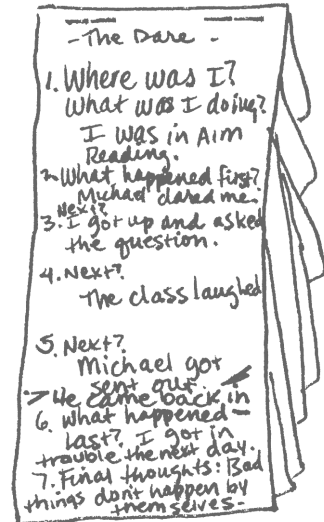 - The Dare -
1. Where was I?
What was I doing?
I was in Aim
Reading.
2. What happened first?
Michael dared me.
Next?
3. I got up and asked
the question.
4. Next?
The class laughed
5. Next?
Michael got
sent out.
→ He came back in
6. What happened
last? I got in
trouble the next day.
7. Final thoughts: Bad
things don't happen by
themselves.